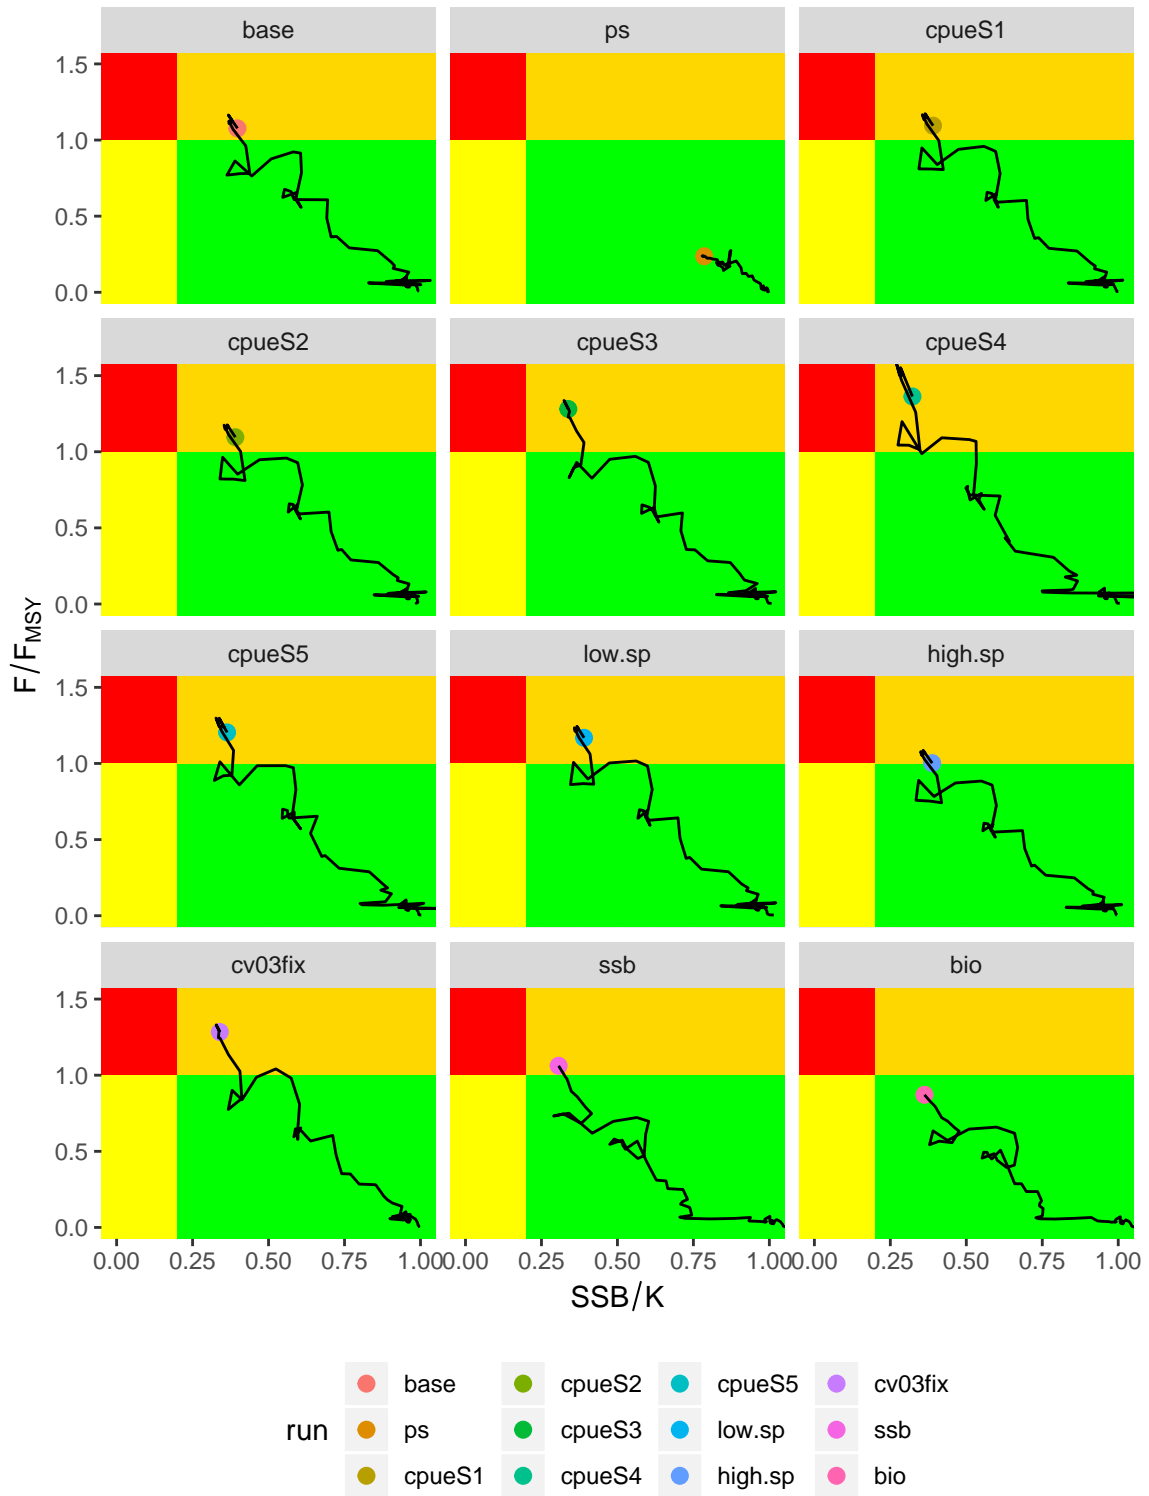 base ps cpueS1
1.5
1.0
0.5
0.0
cpueS2 cpueS3 cpueS4
1.5
1.0
0.5
0.0
F/F_MSY
cpueS5 low.sp high.sp
1.5
1.0
0.5
0.0
cv03fix ssb bio
1.5
1.0
0.5
0.0
0.00 0.25 0.50 0.75 1.00 0.00 0.25 0.50 0.75 1.00 0.00 0.25 0.50 0.75 1.00
SSB/K
base cpueS2 cpueS5 cv03fix
run ps cpueS3 low.sp ssb
cpueS1 cpueS4 high.sp bio